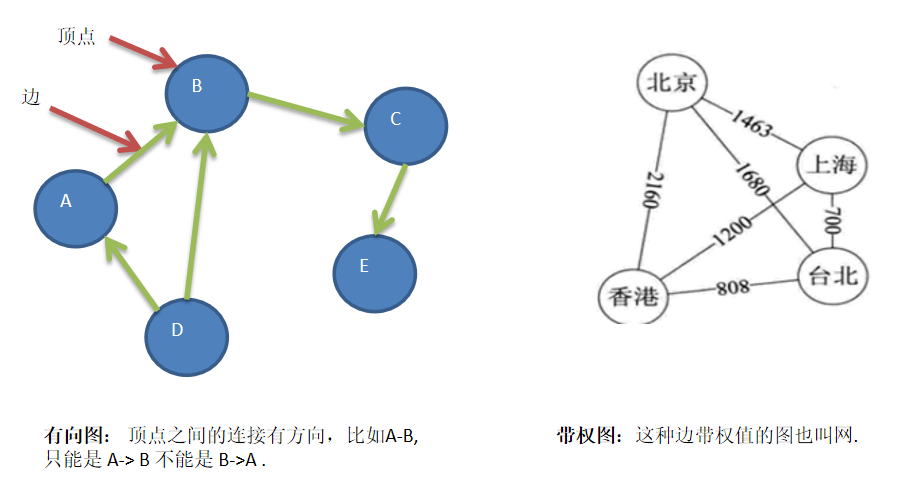 顶点
边
B
C
A
E
D
有向图： 顶点之间的连接有方向，比如A-B,
只能是 A-> B 不能是 B->A .
北京
1463
上海
2160
1680
700
1200
台北
香港
808
带权图：这种边带权值的图也叫网.